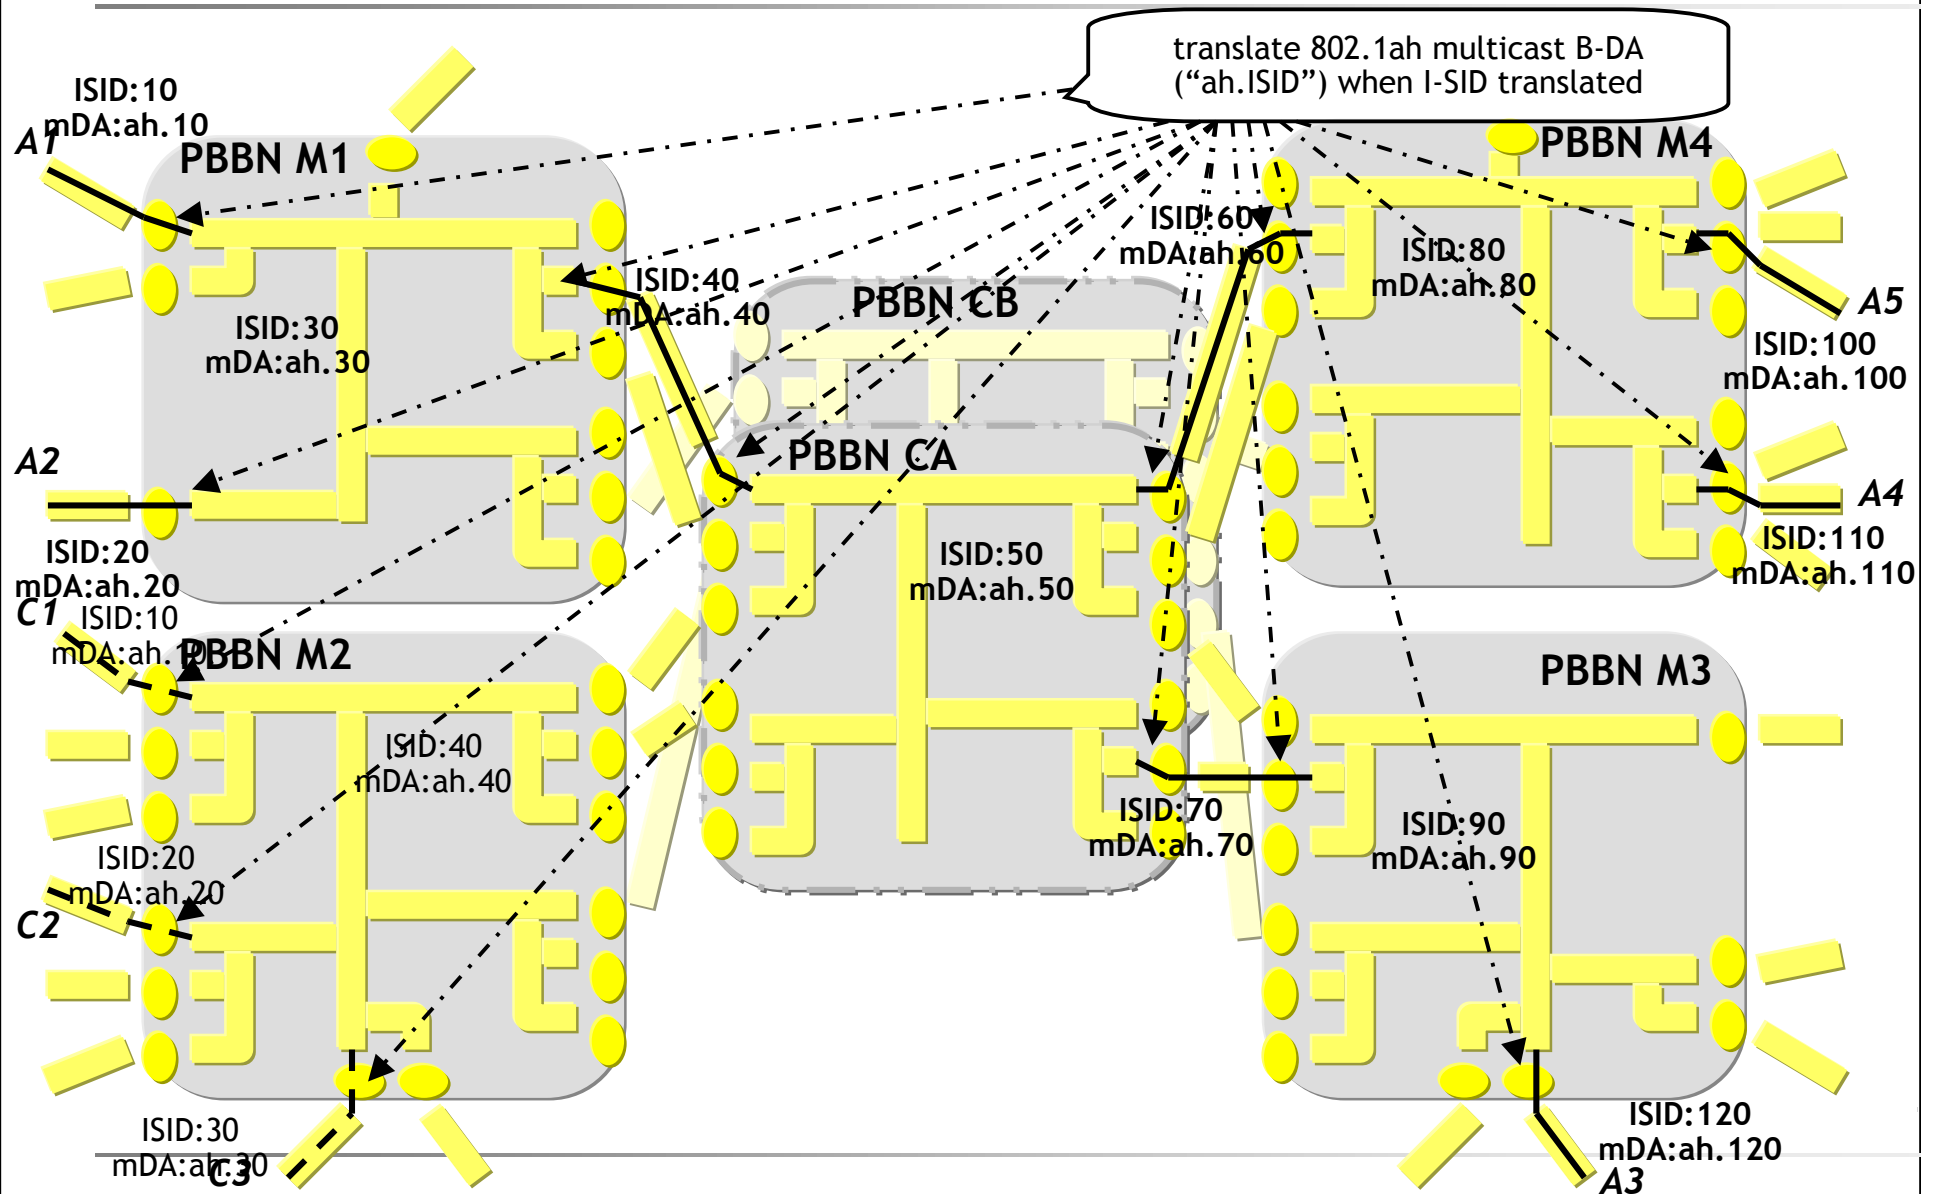 translate 802.1ah multicast B-DA
(“ah.ISID”) when I-SID translated
ISID:10
mDA:ah.10
A1
PBBN M1
PBBN M4
ISID:60
mDA:ah.60
ISID:80
mDA:ah.80
ISID:40
mDA:ah.40
PBBN CB
A5
ISID:30
mDA:ah.30
ISID:100
mDA:ah.100
A2
PBBN CA
A4
ISID:20
mDA:ah.20
ISID:50
mDA:ah.50
ISID:110
mDA:ah.110
C1
ISID:10
mDA:ah.10
PBBN M2
PBBN M3
ISID:40
mDA:ah.40
ISID:70
mDA:ah.70
ISID:90
mDA:ah.90
ISID:20
mDA:ah.20
C2
ISID:30
mDA:ah.30
C3
ISID:120
mDA:ah.120
A3